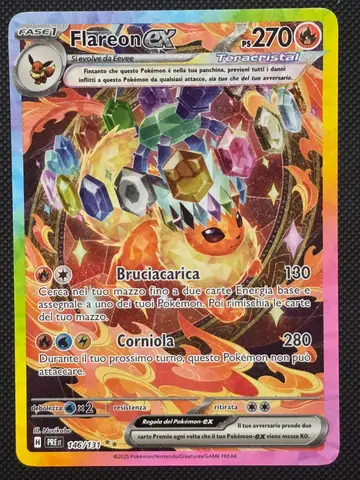 FASE 1
Flareon ex
PS 270
Si evolve da Eevee
Teracristal
Fintanto che questo Pokémon è nella tua panchina, previeni tutti i danni
inflitti a questo Pokémon da qualsiasi attacco, sia tuo che del tuo avversario.
Bruciacarica 130
Cerca nel tuo mazzo fino a due carte Energia base e
assegnale a uno dei tuoi Pokémon. Poi rimischia le carte
del tuo mazzo.
Corniola 280
Durante il tuo prossimo turno, questo Pokémon non può
attaccare.
debolezza ×2 resistenza ritirata
Regola del Pokémon-ex
Il tuo avversario prende due
carte Premio ogni volta che il tuo Pokémon-ex viene messo KO.
Ill. Nurikabe
H PRE IT 146/131
©2025 Pokémon/Nintendo/Creatures/GAME FREAK